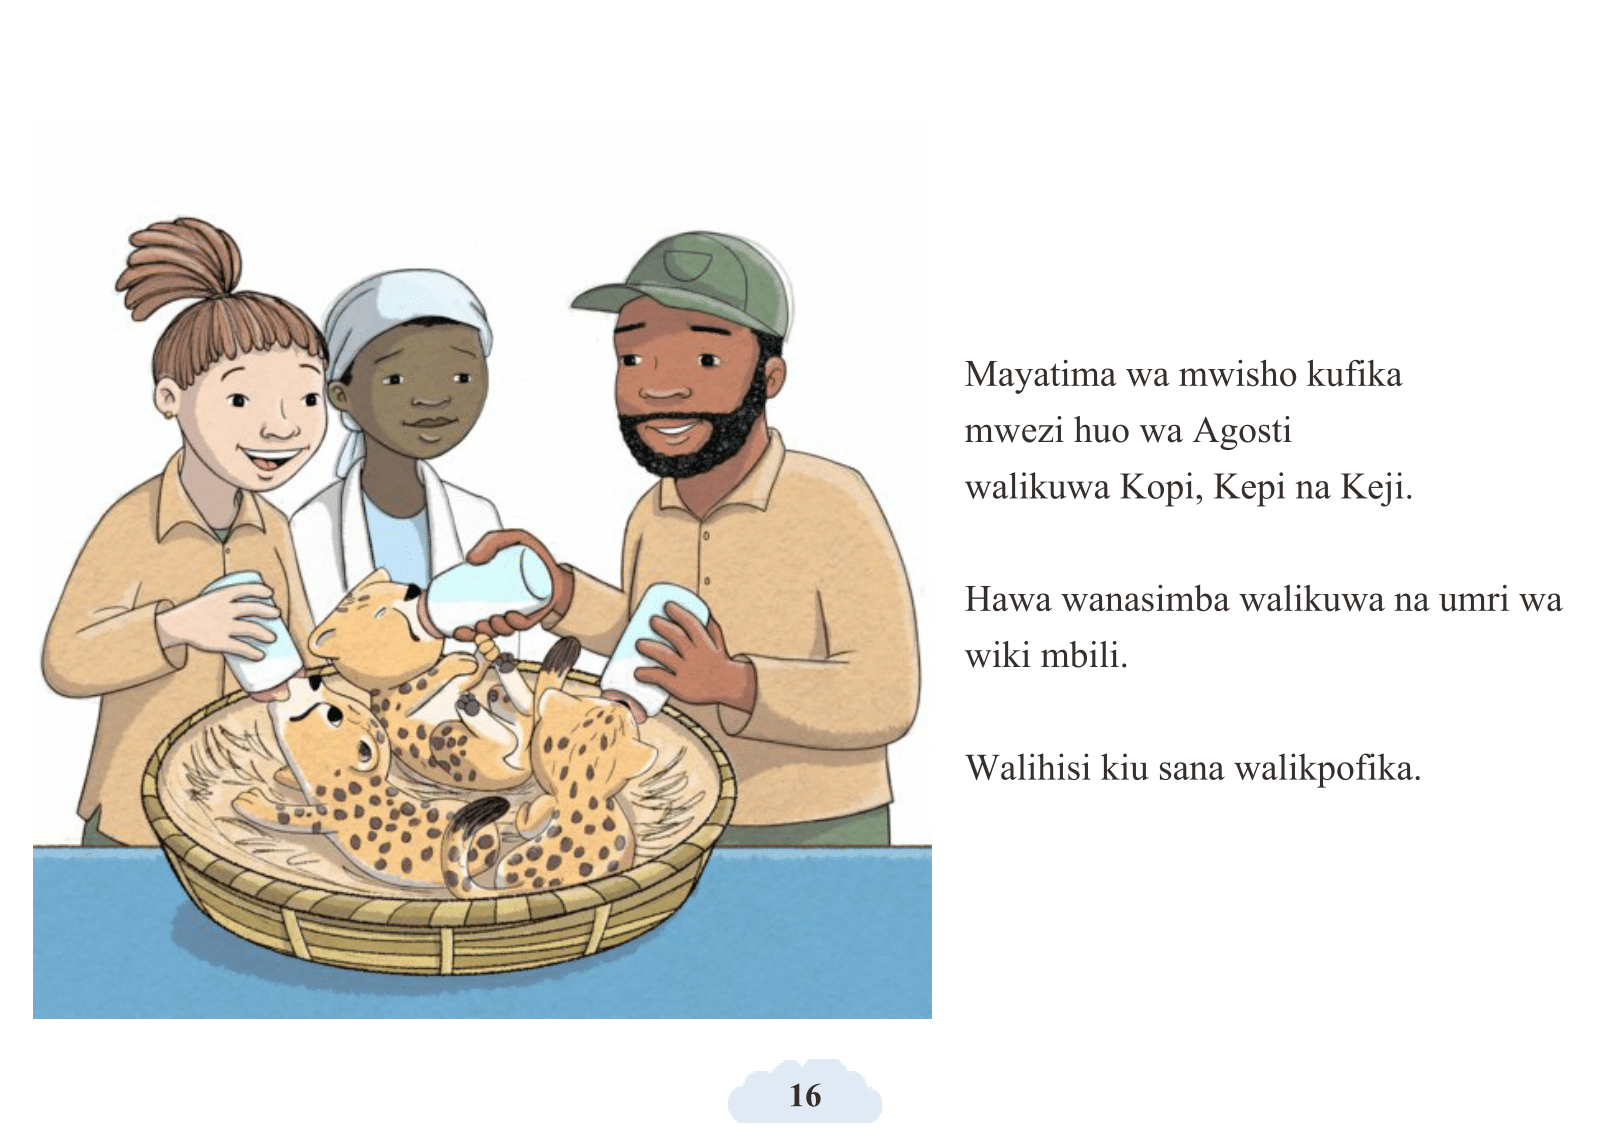 Mayatima wa mwisho kufika
mwezi huo wa Agosti
walikuwa Kopi, Kepi na Keji.
Hawa wanasimba walikuwa na umri wa
wiki mbili.
Walihisi kiu sana walikpofika.
16